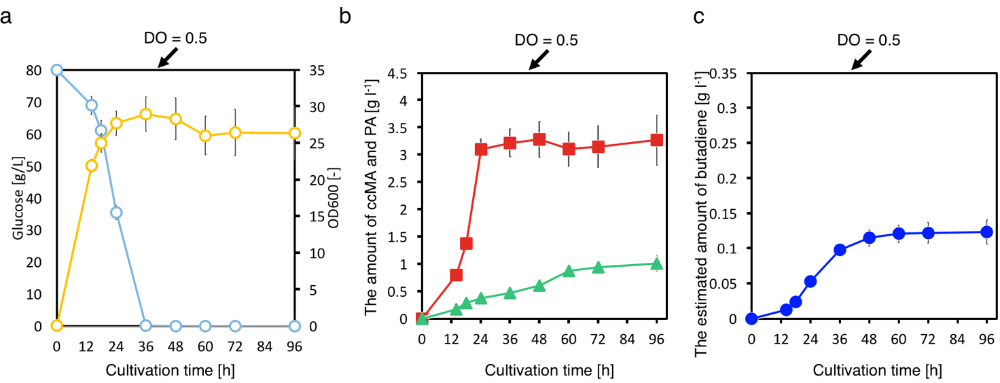 a
DO = 0.5
Glucose [g/L]
80
70
60
50
40
30
20
10
0
35
30
25
20
15
10
5
0
OD600 [-]
0 12 24 36 48 60 72 84 96
Cultivation time [h]
b
DO = 0.5
The amount of ccMA and PA [g l-1]
4.5
4
3.5
3
2.5
2
1.5
1
0.5
0
0 12 24 36 48 60 72 84 96
Cultivation time [h]
c
DO = 0.5
The estimated amount of butadiene [g l-1]
0.35
0.3
0.25
0.2
0.15
0.1
0.05
0
0 12 24 36 48 60 72 84 96
Cultivation time [h]